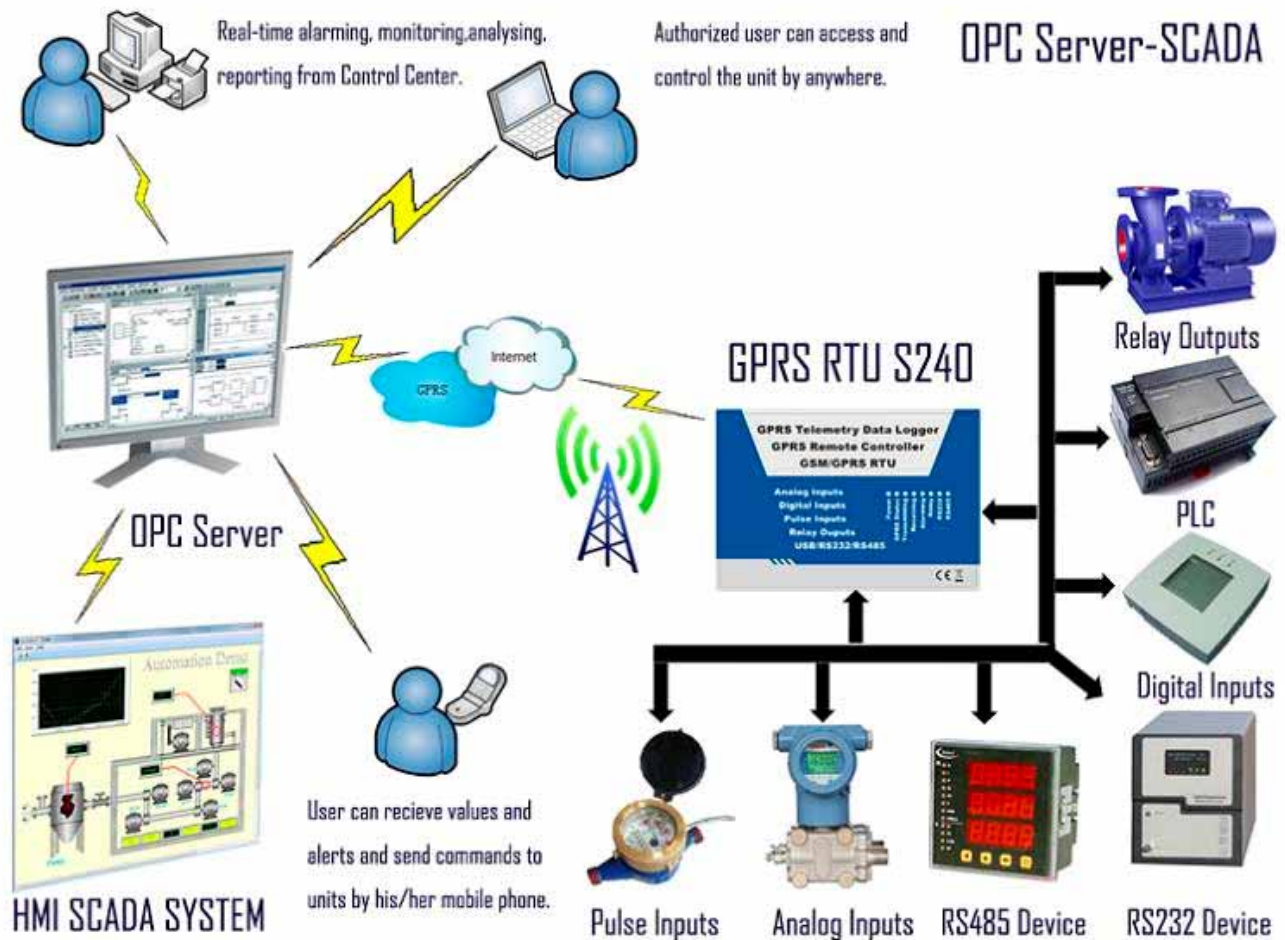 Real-time alarming, monitoring,analysing,
reporting from Control Center.
Authorized user can access and
control the unit by anywhere.
OPC Server-SCADA
Relay Outputs
Internet
GPRS
GPRS RTU S240
GPRS Telemetry Data Logger
GPRS Remote Controller
GSM/GPRS RTU
Analog Inputs
Digital Inputs
Pulse Inputs
Relay Ouputs
USB/RS232/RS485
CE
PLC
OPC Server
Automation Demo
Digital Inputs
User can recieve values and
alerts and send commands to
units by his/her mobile phone.
HMI SCADA SYSTEM
Pulse Inputs
Analog Inputs
RS485 Device
RS232 Device